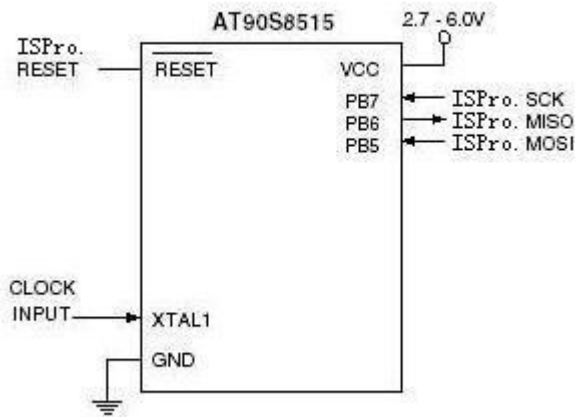 AT90S8515
2.7 - 6.0V
ISPro.
RESET
RESET
VCC
PB7
ISPro. SCK
PB6
ISPro. MISO
PB5
ISPro. MOSI
CLOCK
INPUT
XTAL1
GND